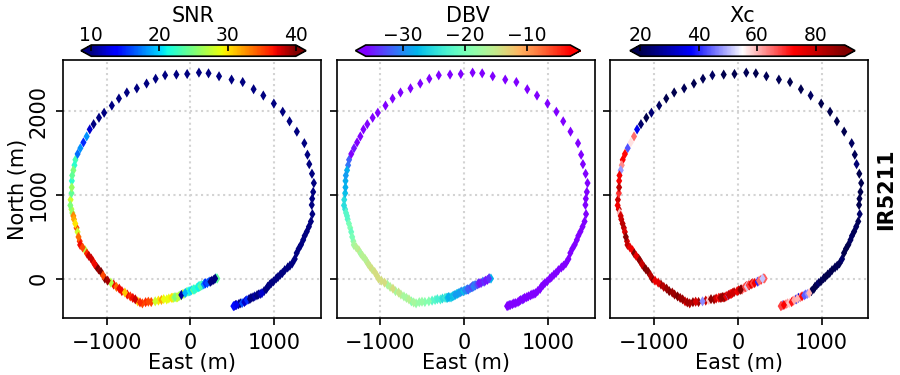 SNR DBV Xc
10 20 30 40 −30 −20 −10 20 40 60 80
2000
1000
0
North (m)
−1000 0 1000 −1000 0 1000 −1000 0 1000
East (m) East (m) East (m)
IR5211